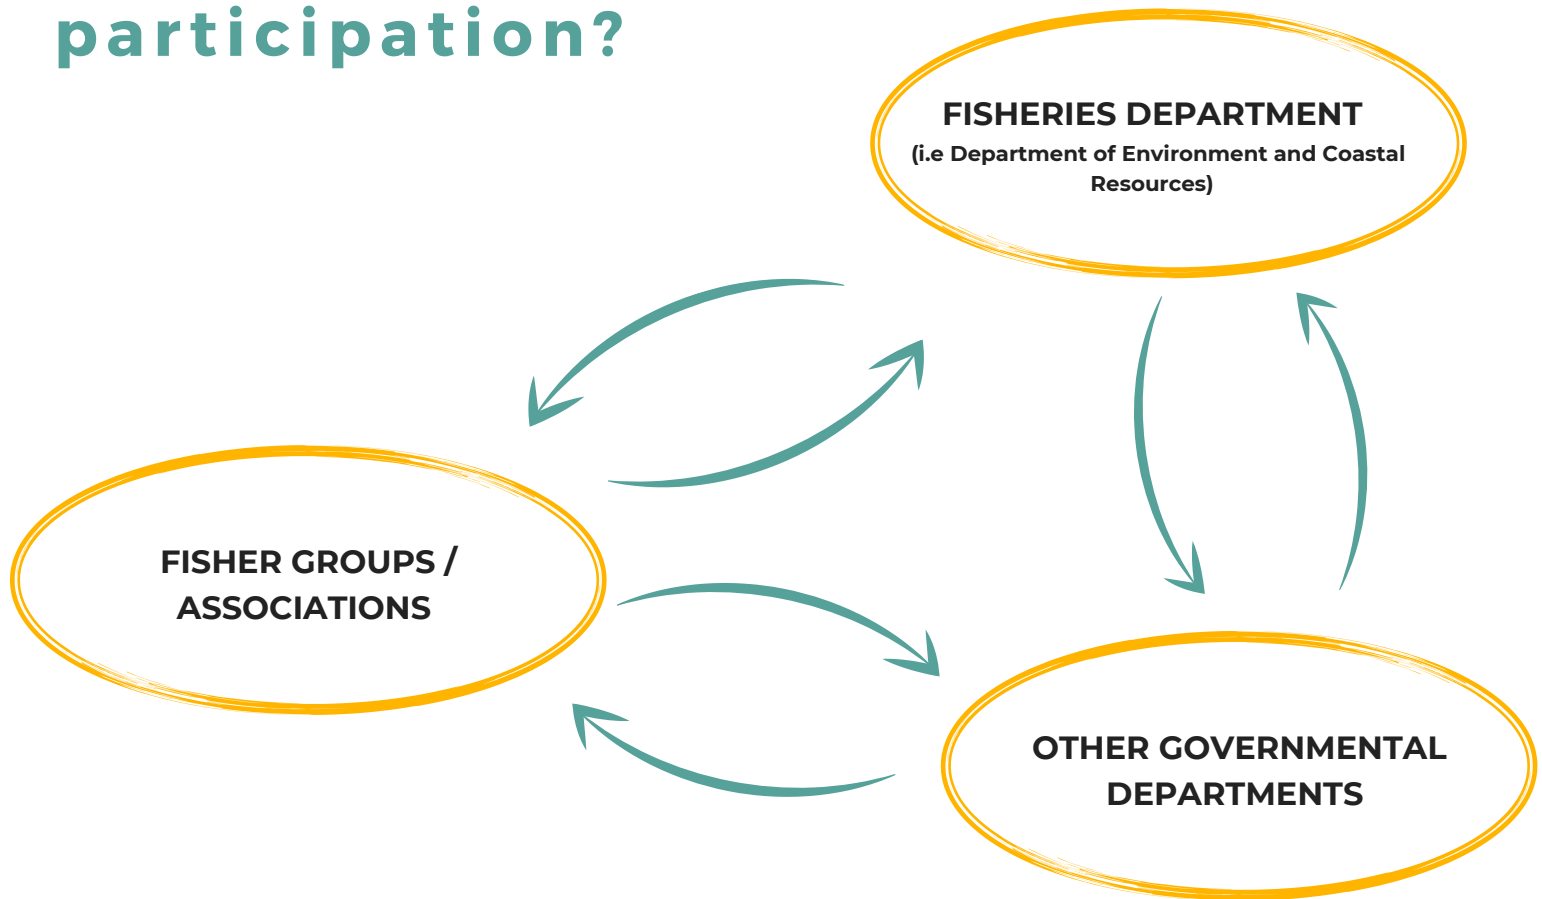 participation?
FISHERIES DEPARTMENT
(i.e Department of Environment and Coastal
Resources)
FISHER GROUPS /
ASSOCIATIONS
OTHER GOVERNMENTAL
DEPARTMENTS